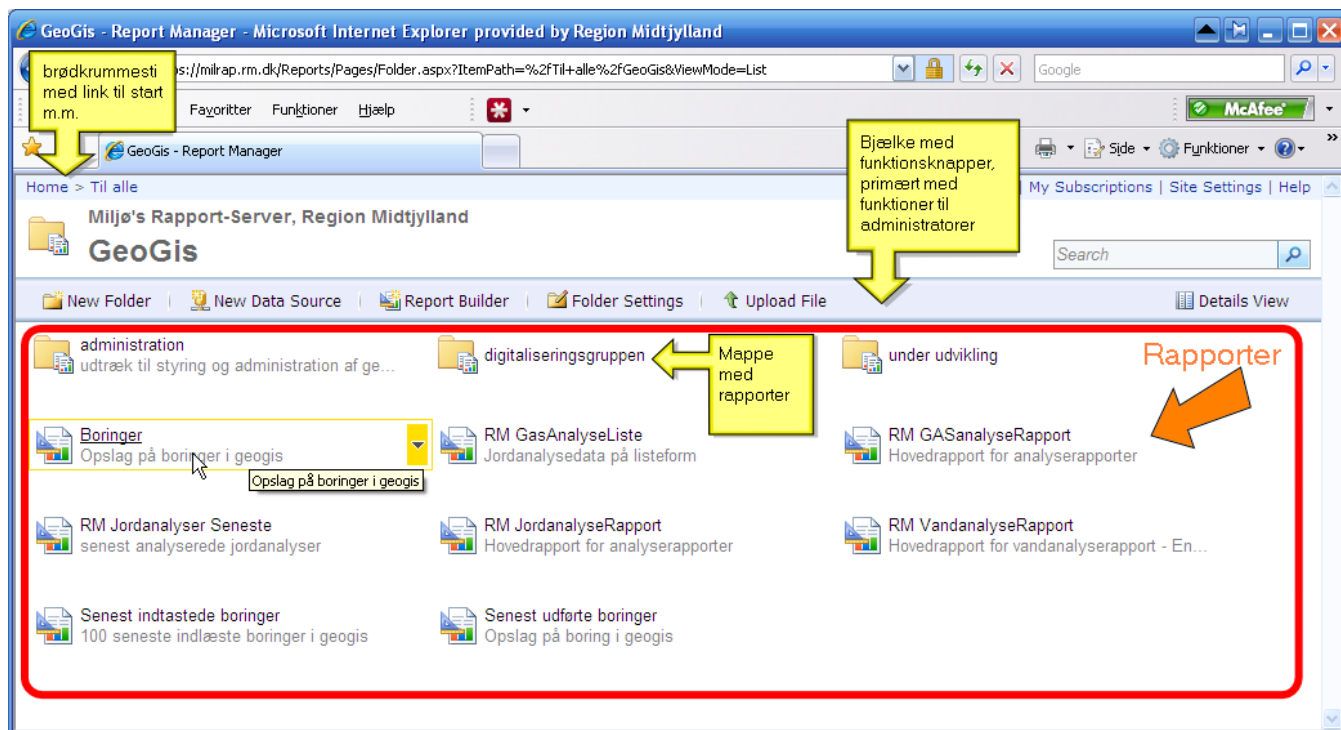 GeoGis - Report Manager - Microsoft Internet Explorer provided by Region Midtjylland
brødkrummesti
med link til start
m.m.
ps://milrap.rm.dk/Reports/Pages/Folder.aspx?ItemPath=%2fTil+alle%2fGeoGis&ViewMode=List
Google
Favoritter Funktioner Hjælp
McAfee
GeoGis - Report Manager
Side Funktioner
Bjælke med
funktionsknapper,
primært med
funktioner til
administratorer
Home > Til alle
| My Subscriptions | Site Settings | Help
Miljø's Rapport-Server, Region Midtjylland
GeoGis
Search
New Folder | New Data Source | Report Builder | Folder Settings | Upload File
Details View
administration
udtræk til styring og administration af ge...
digitaliseringsgruppen
Mappe
med
rapporter
under udvikling
Rapporter
Boringer
Opslag på boringer i geogis
Opslag på boringer i geogis
RM GasAnalyseListe
Jordanalysedata på listeform
RM GASanalyseRapport
Hovedrapport for analyserapporter
RM Jordanalyser Seneste
senest analyserede jordanalyser
RM JordanalyseRapport
Hovedrapport for analyserapporter
RM VandanalyseRapport
Hovedrapport for vandanalyserapport - En...
Senest indtastede boringer
100 seneste indlæste boringer i geogis
Senest udførte boringer
Opslag på boring i geogis